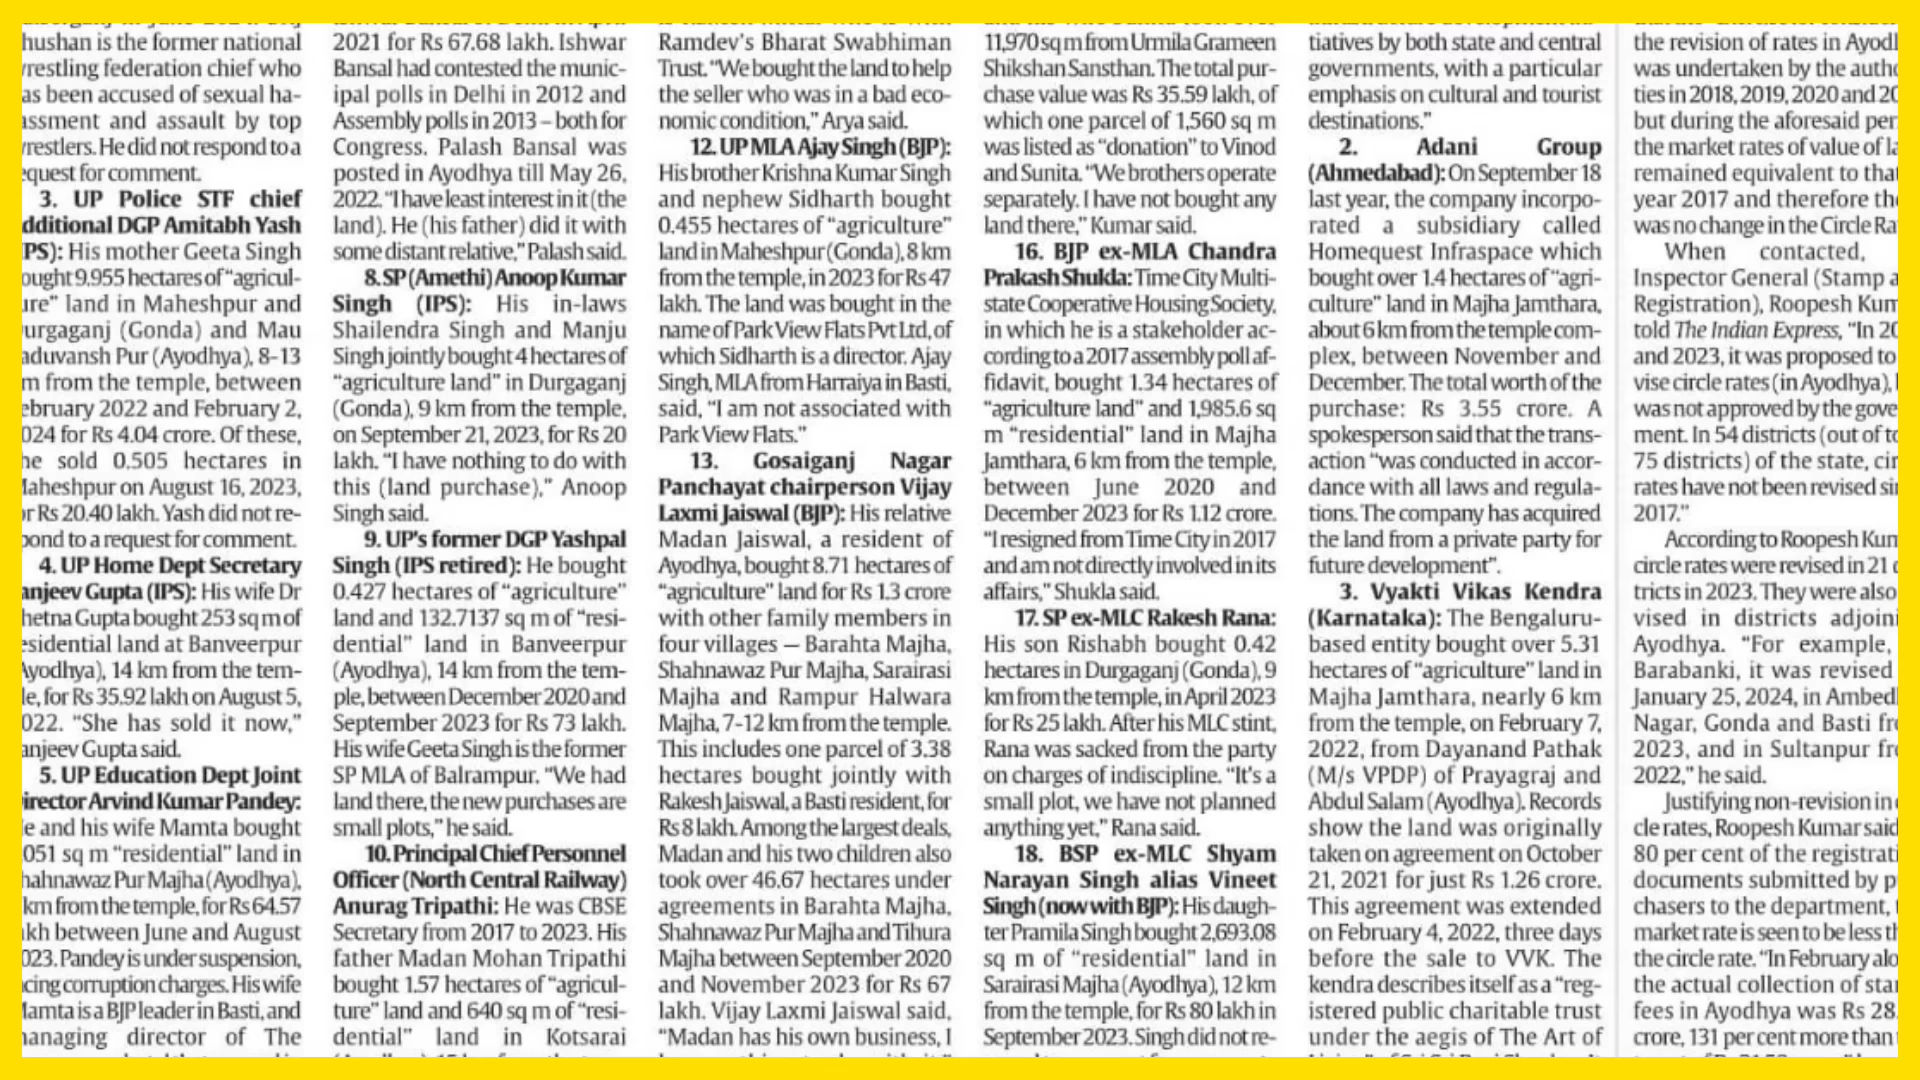 hushan is the former national
restling federation chief who
as been accused of sexual ha-
assment and assault by top
restlers. He did not respond to a
quest for comment.
3. UP Police STF chief
dditional DGP Amitabh Yash
PS): His mother Geeta Singh
ought 9.955 hectares of “agricul-
ure” land in Maheshpur and
urgaganj (Gonda) and Mau
aduvansh Pur (Ayodhya), 8-13
m from the temple, between
ebruary 2022 and February 2,
024 for Rs 4.04 crore. Of these,
he sold 0.505 hectares in
aheshpur on August 16, 2023,
or Rs 20.40 lakh. Yash did not re-
pond to a request for comment.
4. UP Home Dept Secretary
anjeev Gupta (IPS): His wife Dr
hetna Gupta bought 253 sq m of
esidential land at Banveerpur
Ayodhya), 14 km from the tem-
le, for Rs 35.92 lakh on August 5,
022. “She has sold it now,”
anjeev Gupta said.
5. UP Education Dept Joint
irector Arvind Kumar Pandey:
e and his wife Mamta bought
051 sq m “residential” land in
hahnawaz Pur Majha (Ayodhya),
km from the temple, for Rs 64.57
akh between June and August
023. Pandey is under suspension,
cing corruption charges. His wife
amta is a BJP leader in Basti, and
anaging director of The
2021 for Rs 67.68 lakh. Ishwar
Bansal had contested the munic-
ipal polls in Delhi in 2012 and
Assembly polls in 2013 – both for
Congress. Palash Bansal was
posted in Ayodhya till May 26,
2022. “I have least interest in it (the
land). He (his father) did it with
some distant relative,” Palash said.
8. SP (Amethi) Anoop Kumar
Singh (IPS): His in-laws
Shailendra Singh and Manju
Singh jointly bought 4 hectares of
“agriculture land” in Durgaganj
(Gonda), 9 km from the temple,
on September 21, 2023, for Rs 20
lakh. “I have nothing to do with
this (land purchase),” Anoop
Singh said.
9. UP's former DGP Yashpal
Singh (IPS retired): He bought
0.427 hectares of “agriculture”
land and 132.7137 sq m of “resi-
dential” land in Banveerpur
(Ayodhya), 14 km from the tem-
ple, between December 2020 and
September 2023 for Rs 73 lakh.
His wife Geeta Singh is the former
SP MLA of Balrampur. “We had
land there, the new purchases are
small plots,” he said.
10. Principal Chief Personnel
Officer (North Central Railway)
Anurag Tripathi: He was CBSE
Secretary from 2017 to 2023. His
father Madan Mohan Tripathi
bought 1.57 hectares of “agricul-
ture” land and 640 sq m of “resi-
dential” land in Kotsarai
Ramdev's Bharat Swabhiman
Trust. “We bought the land to help
the seller who was in a bad eco-
nomic condition,” Arya said.
12. UP MLA Ajay Singh (BJP):
His brother Krishna Kumar Singh
and nephew Sidharth bought
0.455 hectares of “agriculture”
land in Maheshpur (Gonda), 8 km
from the temple, in 2023 for Rs 47
lakh. The land was bought in the
name of Park View Flats Pvt Ltd, of
which Sidharth is a director. Ajay
Singh, MLA from Harraiya in Basti,
said, “I am not associated with
Park View Flats.”
13. Gosaiganj Nagar
Panchayat chairperson Vijay
Laxmi Jaiswal (BJP): His relative
Madan Jaiswal, a resident of
Ayodhya, bought 8.71 hectares of
“agriculture” land for Rs 1.3 crore
with other family members in
four villages — Barahta Majha,
Shahnawaz Pur Majha, Sarairasi
Majha and Rampur Halwara
Majha, 7-12 km from the temple.
This includes one parcel of 3.38
hectares bought jointly with
Rakesh Jaiswal, a Basti resident, for
Rs 8 lakh. Among the largest deals,
Madan and his two children also
took over 46.67 hectares under
agreements in Barahta Majha,
Shahnawaz Pur Majha and Tihura
Majha between September 2020
and November 2023 for Rs 67
lakh. Vijay Laxmi Jaiswal said,
“Madan has his own business, I
11,970 sq m from Urmila Grameen
Shikshan Sansthan. The total pur-
chase value was Rs 35.59 lakh, of
which one parcel of 1,560 sq m
was listed as “donation” to Vinod
and Sunita. “We brothers operate
separately. I have not bought any
land there,” Kumar said.
16. BJP ex-MLA Chandra
Prakash Shukla: Time City Multi-
state Cooperative Housing Society,
in which he is a stakeholder ac-
cording to a 2017 assembly poll af-
fidavit, bought 1.34 hectares of
“agriculture land” and 1,985.6 sq
m “residential” land in Majha
Jamthara, 6 km from the temple,
between June 2020 and
December 2023 for Rs 1.12 crore.
“I resigned from Time City in 2017
and am not directly involved in its
affairs,” Shukla said.
17. SP ex-MLC Rakesh Rana:
His son Rishabh bought 0.42
hectares in Durgaganj (Gonda), 9
km from the temple, in April 2023
for Rs 25 lakh. After his MLC stint,
Rana was sacked from the party
on charges of indiscipline. “It's a
small plot, we have not planned
anything yet,” Rana said.
18. BSP ex-MLC Shyam
Narayan Singh alias Vineet
Singh (now with BJP): His daugh-
ter Pramila Singh bought 2,693.08
sq m of “residential” land in
Sarairasi Majha (Ayodhya), 12 km
from the temple, for Rs 80 lakh in
September 2023. Singh did not re-
tiatives by both state and central
governments, with a particular
emphasis on cultural and tourist
destinations.”
2. Adani Group
(Ahmedabad): On September 18
last year, the company incorpo-
rated a subsidiary called
Homequest Infraspace which
bought over 1.4 hectares of “agri-
culture” land in Majha Jamthara,
about 6 km from the temple com-
plex, between November and
December. The total worth of the
purchase: Rs 3.55 crore. A
spokesperson said that the trans-
action “was conducted in accor-
dance with all laws and regula-
tions. The company has acquired
the land from a private party for
future development”.
3. Vyakti Vikas Kendra
(Karnataka): The Bengaluru-
based entity bought over 5.31
hectares of “agriculture” land in
Majha Jamthara, nearly 6 km
from the temple, on February 7,
2022, from Dayanand Pathak
(M/s VPDP) of Prayagraj and
Abdul Salam (Ayodhya). Records
show the land was originally
taken on agreement on October
21, 2021 for just Rs 1.26 crore.
This agreement was extended
on February 4, 2022, three days
before the sale to VVK. The
kendra describes itself as a “reg-
istered public charitable trust
under the aegis of The Art of
the revision of rates in Ayodl
was undertaken by the autho
ties in 2018, 2019, 2020 and 20
but during the aforesaid per
the market rates of value of la
remained equivalent to that
year 2017 and therefore the
was no change in the Circle Ra
When contacted,
Inspector General (Stamp a
Registration), Roopesh Kum
told The Indian Express, “In 20
and 2023, it was proposed to
vise circle rates (in Ayodhya),
was not approved by the gove
ment. In 54 districts (out of to
75 districts) of the state, cir
rates have not been revised sin
2017.”
According to Roopesh Kum
circle rates were revised in 21
tricts in 2023. They were also
vised in districts adjoini
Ayodhya. “For example,
Barabanki, it was revised
January 25, 2024, in Ambed
Nagar, Gonda and Basti fro
2023, and in Sultanpur fro
2022,” he said.
Justifying non-revision in
cle rates, Roopesh Kumar said
80 per cent of the registrati
documents submitted by p
chasers to the department,
market rate is seen to be less th
the circle rate. “In February alo
the actual collection of sta
fees in Ayodhya was Rs 28.
crore, 131 per cent more than